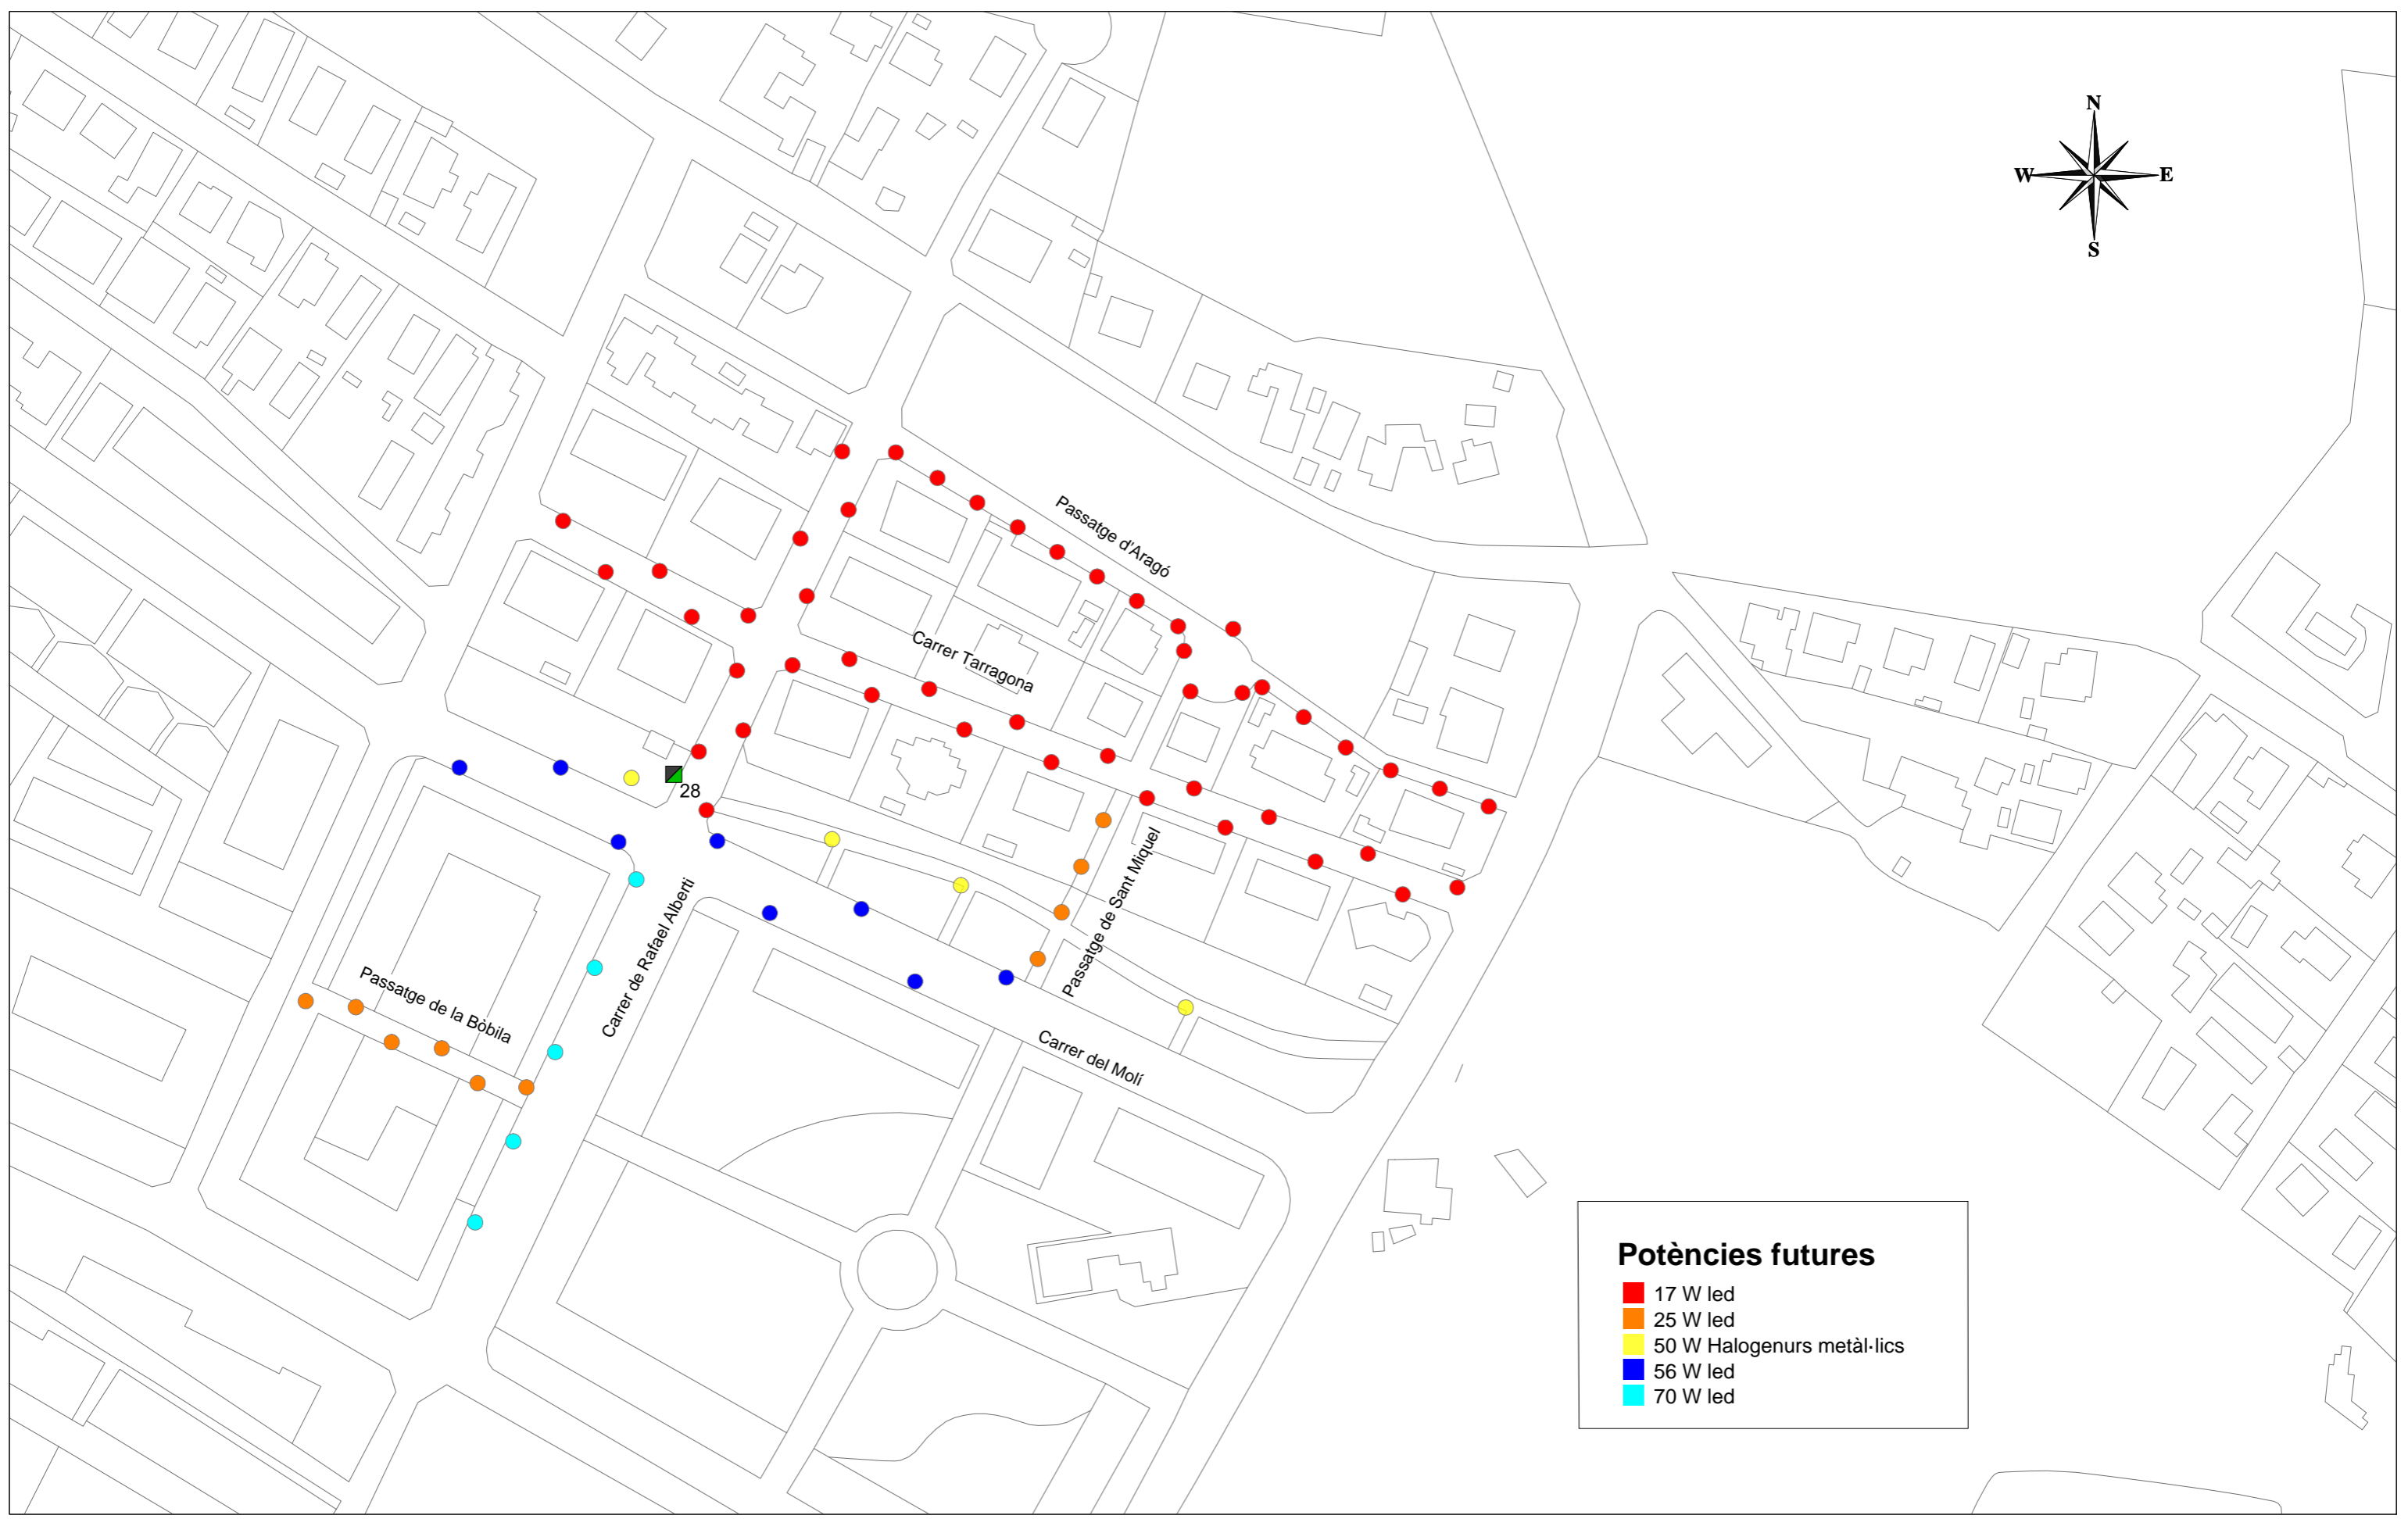 N
W E
S
Passatge d'Aragó
Carrer Tarragona
28
Passatge de Sant Miquel
Carrer de Rafael Alberti
Passatge de la Bòbila
Carrer del Molí
Potències futures
17 W led
25 W led
50 W Halogenurs metàl·lics
56 W led
70 W led